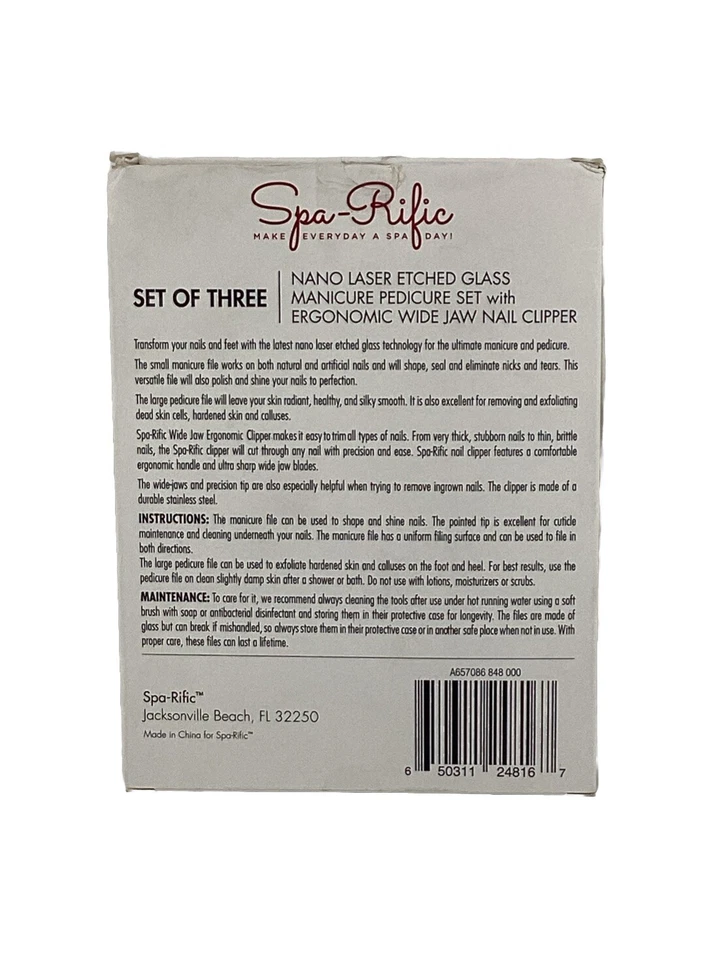 Spa-Rific
MAKE EVERYDAY A SPA DAY!
SET OF THREE
NANO LASER ETCHED GLASS
MANICURE PEDICURE SET with
ERGONOMIC WIDE JAW NAIL CLIPPER
Transform your nails and feet with the latest nano laser etched glass technology for the ultimate manicure and pedicure.
The small manicure file works on both natural and artificial nails and will shape, seal and eliminate nicks and tears. This
versatile file will also polish and shine your nails to perfection.
The large pedicure file will leave your skin radiant, healthy, and silky smooth. It is also excellent for removing and exfoliating
dead skin cells, hardened skin and calluses.
Spa-Rific Wide Jaw Ergonomic Clipper makes it easy to trim all types of nails. From very thick, stubborn nails to thin, brittle
nails, the Spa-Rific clipper will cut through any nail with precision and ease. Spa-Rific nail clipper features a comfortable
ergonomic handle and ultra sharp wide jaw blades.
The wide-jaws and precision tip are also especially helpful when trying to remove ingrown nails. The clipper is made of a
durable stainless steel.
INSTRUCTIONS: The manicure file can be used to shape and shine nails. The pointed tip is excellent for cuticle
maintenance and cleaning underneath your nails. The manicure file has a uniform filing surface and can be used to file in
both directions.
The large pedicure file can be used to exfoliate hardened skin and calluses on the foot and heel. For best results, use the
pedicure file on clean slightly damp skin after a shower or bath. Do not use with lotions, moisturizers or scrubs.
MAINTENANCE: To care for it, we recommend always cleaning the tools after use under hot running water using a soft
brush with soap or antibacterial disinfectant and storing them in their protective case for longevity. The files are made of
glass but can break if mishandled, so always store them in their protective case or in another safe place when not in use. With
proper care, these files can last a lifetime.
Spa-Rific™
Jacksonville Beach, FL 32250
Made in China for Spa-Rific™
A657086 848 000
6 50311 24816 7